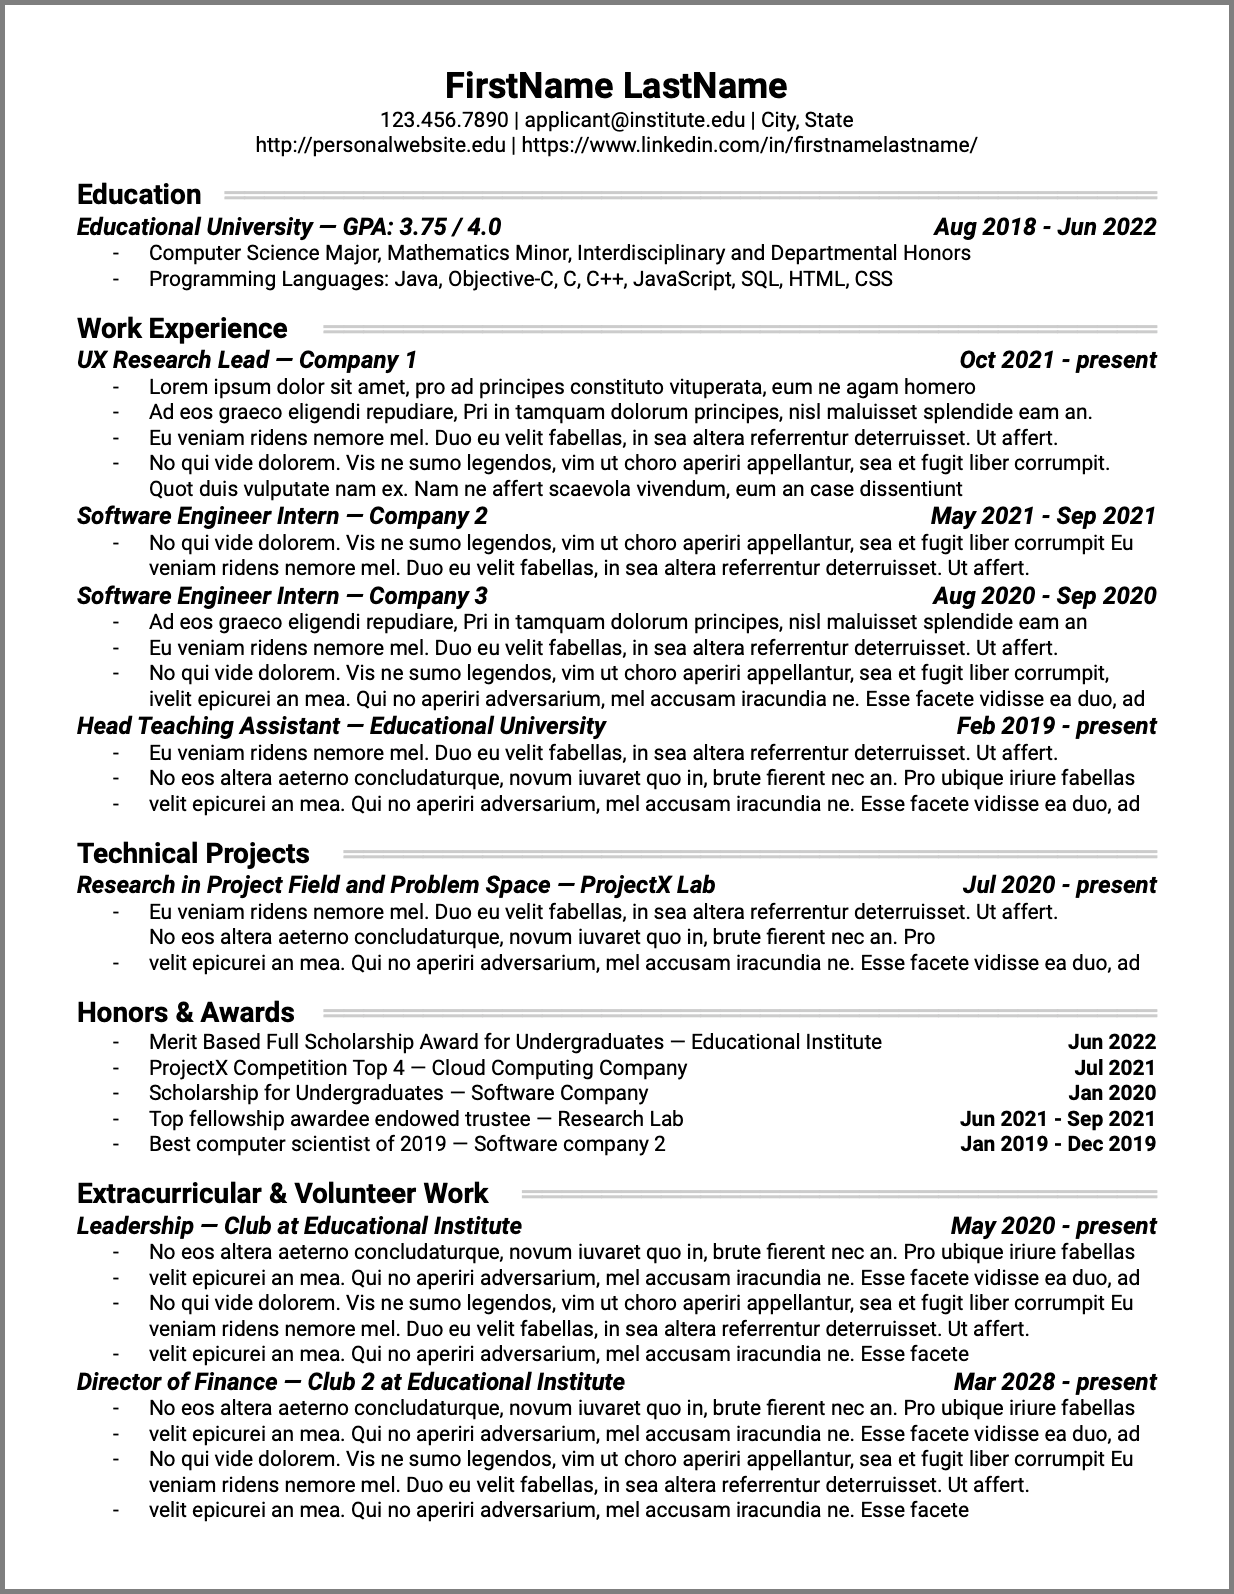 FirstName LastName
123.456.7890 | applicant@institute.edu | City, State
http://personalwebsite.edu | https://www.linkedin.com/in/firstnamelastname/
Education
Educational University — GPA: 3.75 / 4.0 Aug 2018 - Jun 2022
- Computer Science Major, Mathematics Minor, Interdisciplinary and Departmental Honors
- Programming Languages: Java, Objective-C, C, C++, JavaScript, SQL, HTML, CSS
Work Experience
UX Research Lead — Company 1 Oct 2021 - present
- Lorem ipsum dolor sit amet, pro ad principes constituto vituperata, eum ne agam homero
- Ad eos graeco eligendi repudiare, Pri in tamquam dolorum principes, nisl maluisset splendide eam an.
- Eu veniam ridens nemore mel. Duo eu velit fabellas, in sea altera referrentur deterruisset. Ut affert.
- No qui vide dolorem. Vis ne sumo legendos, vim ut choro aperiri appellantur, sea et fugit liber corrumpit.
Quot duis vulputate nam ex. Nam ne affert scaevola vivendum, eum an case dissentiunt
Software Engineer Intern — Company 2 May 2021 - Sep 2021
- No qui vide dolorem. Vis ne sumo legendos, vim ut choro aperiri appellantur, sea et fugit liber corrumpit Eu
veniam ridens nemore mel. Duo eu velit fabellas, in sea altera referrentur deterruisset. Ut affert.
Software Engineer Intern — Company 3 Aug 2020 - Sep 2020
- Ad eos graeco eligendi repudiare, Pri in tamquam dolorum principes, nisl maluisset splendide eam an
- Eu veniam ridens nemore mel. Duo eu velit fabellas, in sea altera referrentur deterruisset. Ut affert.
- No qui vide dolorem. Vis ne sumo legendos, vim ut choro aperiri appellantur, sea et fugit liber corrumpit,
ivelit epicurei an mea. Qui no aperiri adversarium, mel accusam iracundia ne. Esse facete vidisse ea duo, ad
Head Teaching Assistant — Educational University Feb 2019 - present
- Eu veniam ridens nemore mel. Duo eu velit fabellas, in sea altera referrentur deterruisset. Ut affert.
- No eos altera aeterno concludaturque, novum iuvaret quo in, brute fierent nec an. Pro ubique iriure fabellas
- velit epicurei an mea. Qui no aperiri adversarium, mel accusam iracundia ne. Esse facete vidisse ea duo, ad
Technical Projects
Research in Project Field and Problem Space — ProjectX Lab Jul 2020 - present
- Eu veniam ridens nemore mel. Duo eu velit fabellas, in sea altera referrentur deterruisset. Ut affert.
No eos altera aeterno concludaturque, novum iuvaret quo in, brute fierent nec an. Pro
- velit epicurei an mea. Qui no aperiri adversarium, mel accusam iracundia ne. Esse facete vidisse ea duo, ad
Honors & Awards
- Merit Based Full Scholarship Award for Undergraduates — Educational Institute Jun 2022
- ProjectX Competition Top 4 — Cloud Computing Company Jul 2021
- Scholarship for Undergraduates — Software Company Jan 2020
- Top fellowship awardee endowed trustee — Research Lab Jun 2021 - Sep 2021
- Best computer scientist of 2019 — Software company 2 Jan 2019 - Dec 2019
Extracurricular & Volunteer Work
Leadership — Club at Educational Institute May 2020 - present
- No eos altera aeterno concludaturque, novum iuvaret quo in, brute fierent nec an. Pro ubique iriure fabellas
- velit epicurei an mea. Qui no aperiri adversarium, mel accusam iracundia ne. Esse facete vidisse ea duo, ad
- No qui vide dolorem. Vis ne sumo legendos, vim ut choro aperiri appellantur, sea et fugit liber corrumpit Eu
veniam ridens nemore mel. Duo eu velit fabellas, in sea altera referrentur deterruisset. Ut affert.
- velit epicurei an mea. Qui no aperiri adversarium, mel accusam iracundia ne. Esse facete
Director of Finance — Club 2 at Educational Institute Mar 2028 - present
- No eos altera aeterno concludaturque, novum iuvaret quo in, brute fierent nec an. Pro ubique iriure fabellas
- velit epicurei an mea. Qui no aperiri adversarium, mel accusam iracundia ne. Esse facete vidisse ea duo, ad
- No qui vide dolorem. Vis ne sumo legendos, vim ut choro aperiri appellantur, sea et fugit liber corrumpit Eu
veniam ridens nemore mel. Duo eu velit fabellas, in sea altera referrentur deterruisset. Ut affert.
- velit epicurei an mea. Qui no aperiri adversarium, mel accusam iracundia ne. Esse facete